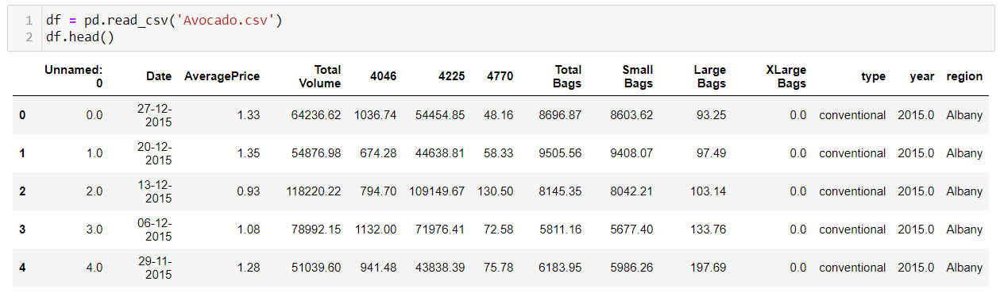 1 df = pd.read_csv('Avocado.csv')
2 df.head()
Unnamed: 0 Date AveragePrice Total Volume 4046 4225 4770 Total Bags Small Bags Large Bags XLarge Bags type year region
0 0.0 27-12-2015 1.33 64236.62 1036.74 54454.85 48.16 8696.87 8603.62 93.25 0.0 conventional 2015.0 Albany
1 1.0 20-12-2015 1.35 54876.98 674.28 44638.81 58.33 9505.56 9408.07 97.49 0.0 conventional 2015.0 Albany
2 2.0 13-12-2015 0.93 118220.22 794.70 109149.67 130.50 8145.35 8042.21 103.14 0.0 conventional 2015.0 Albany
3 3.0 06-12-2015 1.08 78992.15 1132.00 71976.41 72.58 5811.16 5677.40 133.76 0.0 conventional 2015.0 Albany
4 4.0 29-11-2015 1.28 51039.60 941.48 43838.39 75.78 6183.95 5986.26 197.69 0.0 conventional 2015.0 Albany